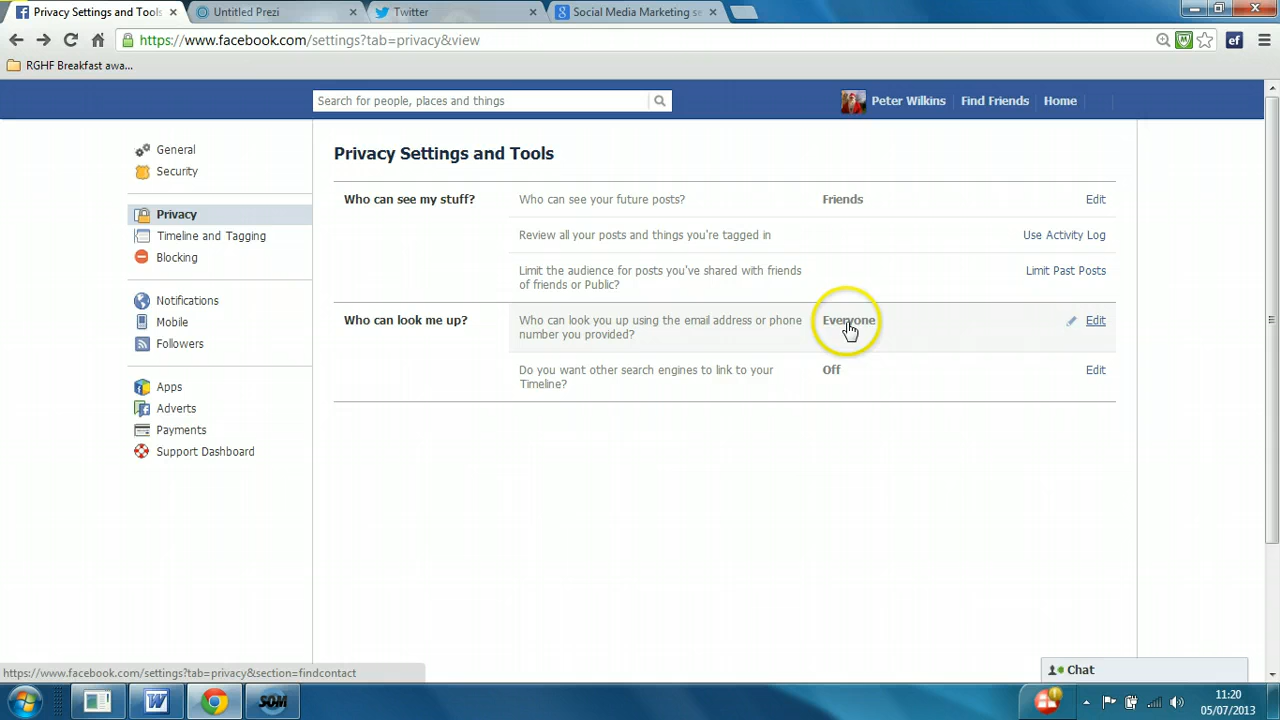 Privacy Settings and Tools
Untitled Prezi
Twitter
Social Media Marketing se
https://www.facebook.com/settings?tab=privacy&view
ef
RGHF Breakfast awa...
Search for people, places and things
Peter Wilkins
Find Friends
Home
General
Security
Privacy
Timeline and Tagging
Blocking
Notifications
Mobile
Followers
Apps
Adverts
Payments
Support Dashboard
Privacy Settings and Tools
Who can see my stuff?
Who can see your future posts?
Friends
Edit
Review all your posts and things you're tagged in
Use Activity Log
Limit the audience for posts you've shared with friends
of friends or Public?
Limit Past Posts
Who can look me up?
Who can look you up using the email address or phone
number you provided?
Everyone
Edit
Do you want other search engines to link to your
Timeline?
Off
Edit
https://www.facebook.com/settings?tab=privacy&section=findcontact
Chat
SOM
11:20
05/07/2013